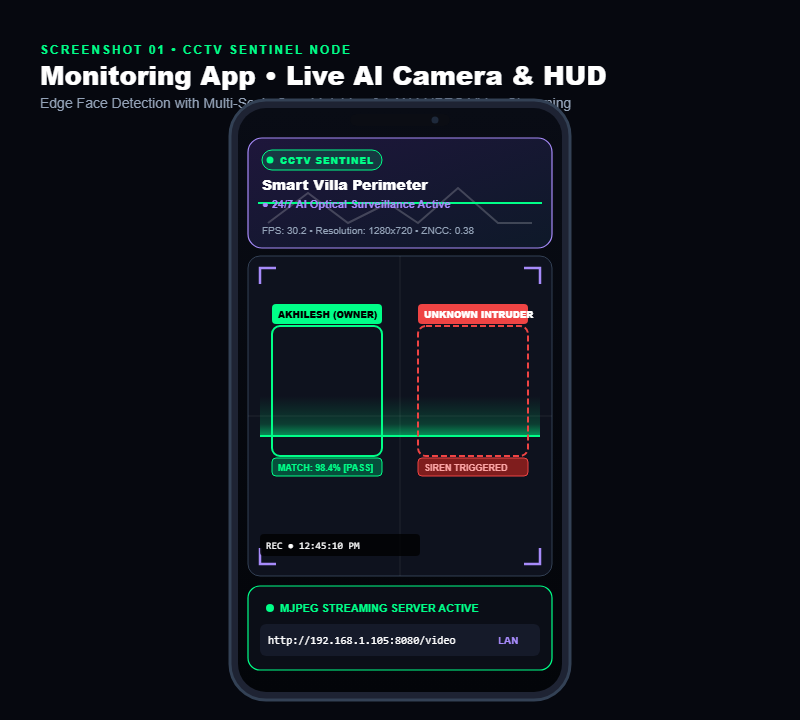 SCREENSHOT 01 • CCTV SENTINEL NODE
Monitoring App • Live AI Camera & HUD
Edge Face Detection with Multi-
CCTV SENTINEL
Smart Villa Perimeter
● 24/7 AI Optical Surveillance Active
FPS: 30.2 • Resolution: 1280x720 • ZNCC: 0.38
AKHILESH (OWNER)
UNKNOWN INTRUDER
MATCH: 98.4% [PASS]
SIREN TRIGGERED
REC ● 12:45:10 PM
MJPEG STREAMING SERVER ACTIVE
http://192.168.1.105:8080/video
LAN